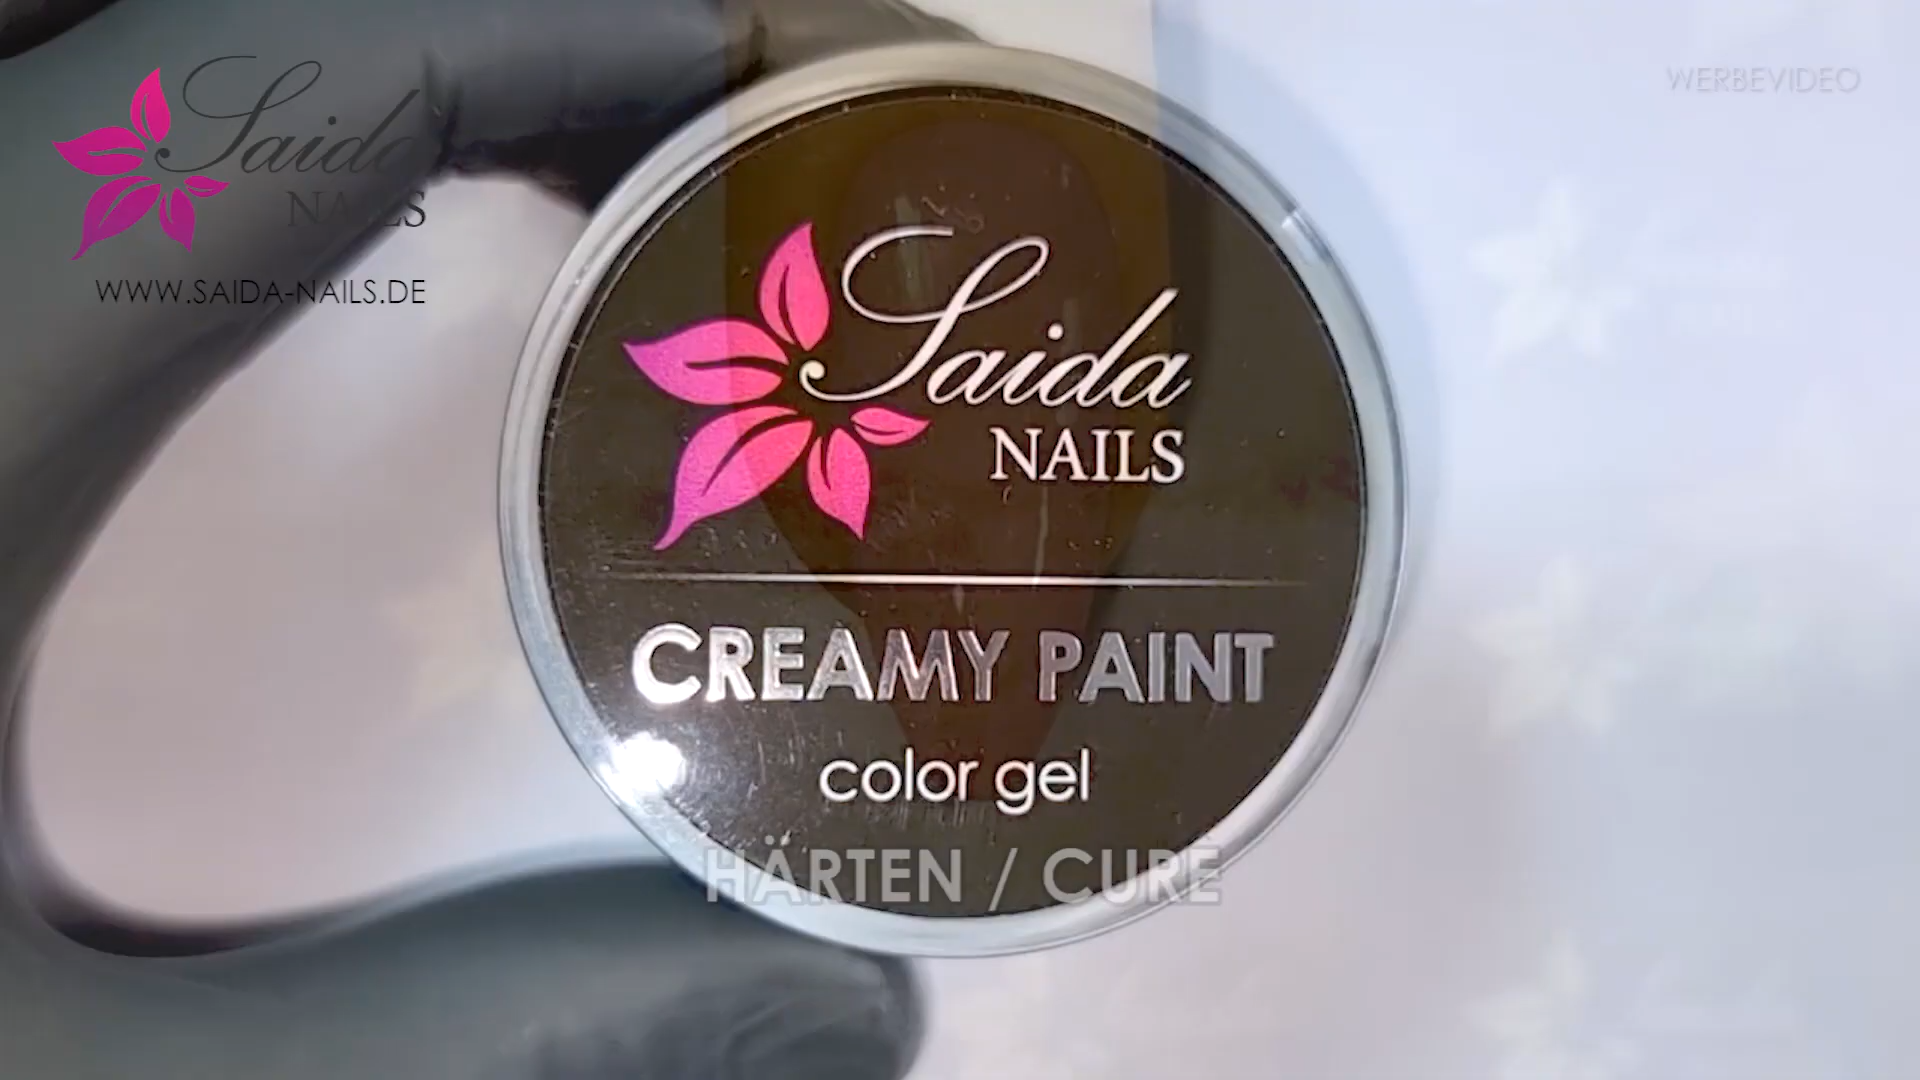 Saida
NAILS
WWW.SAIDA-NAILS.DE
WERBEVIDEO
Saida
NAILS
CREAMY PAINT
color gel
HÄRTEN / CURE